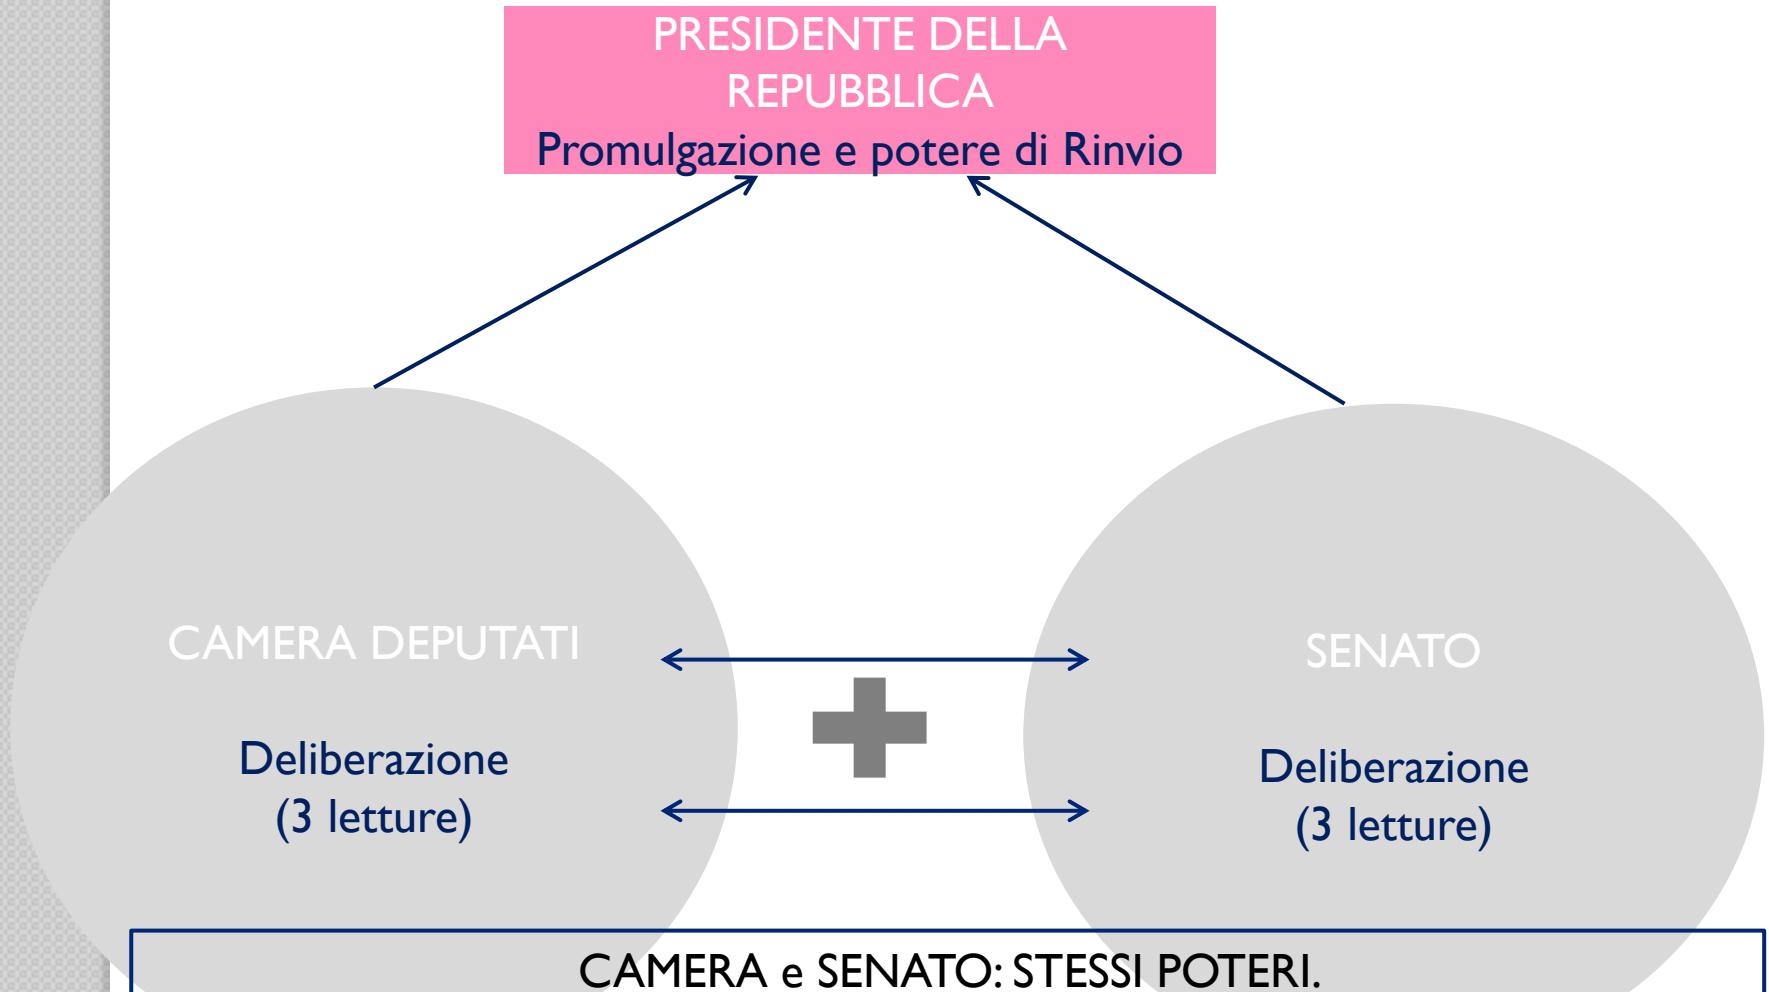 PRESIDENTE DELLA
REPUBBLICA
Promulgazione e potere di Rinvio
CAMERA DEPUTATI
Deliberazione
(3 letture)
SENATO
Deliberazione
(3 letture)
CAMERA e SENATO: STESSI POTERI.